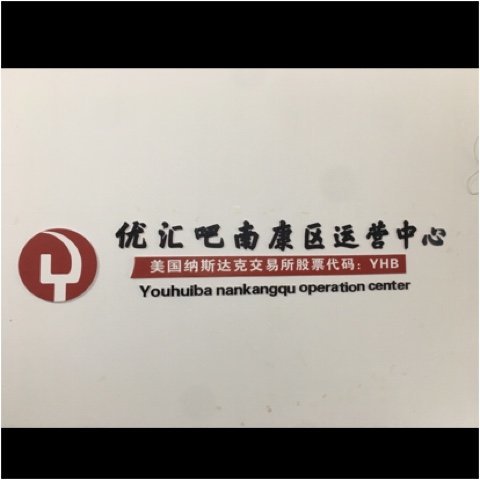 优汇吧南康区运营中心
美国纳斯达克交易所股票代码：YHB
Youhuiba nankangqu operation center